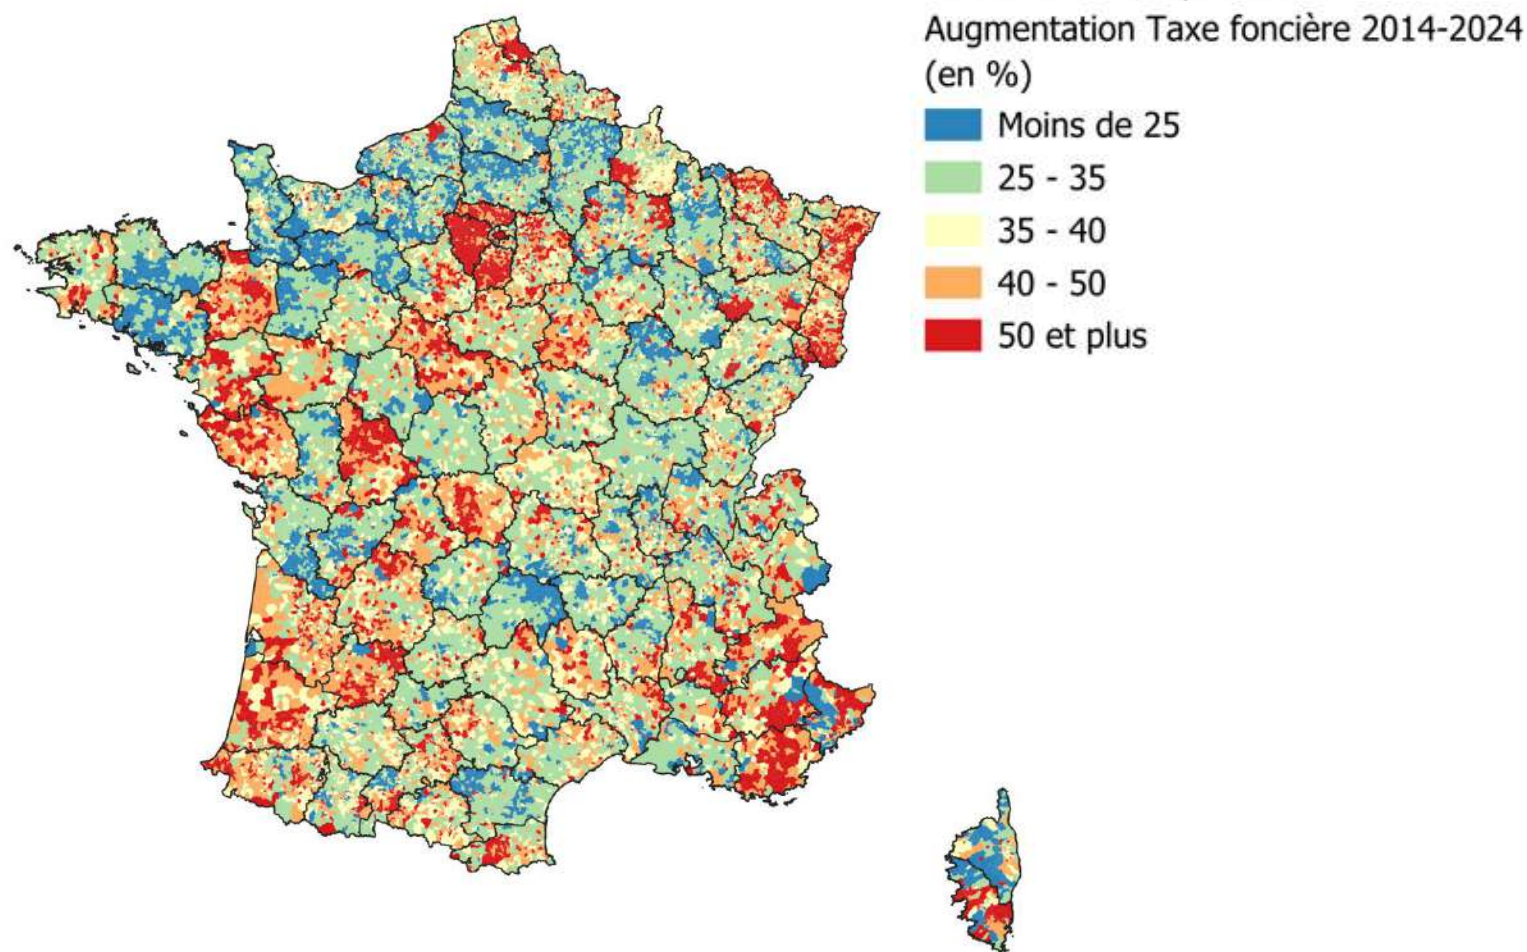 Augmentation Taxe foncière 2014-2024
(en %)
Moins de 25
25 - 35
35 - 40
40 - 50
50 et plus